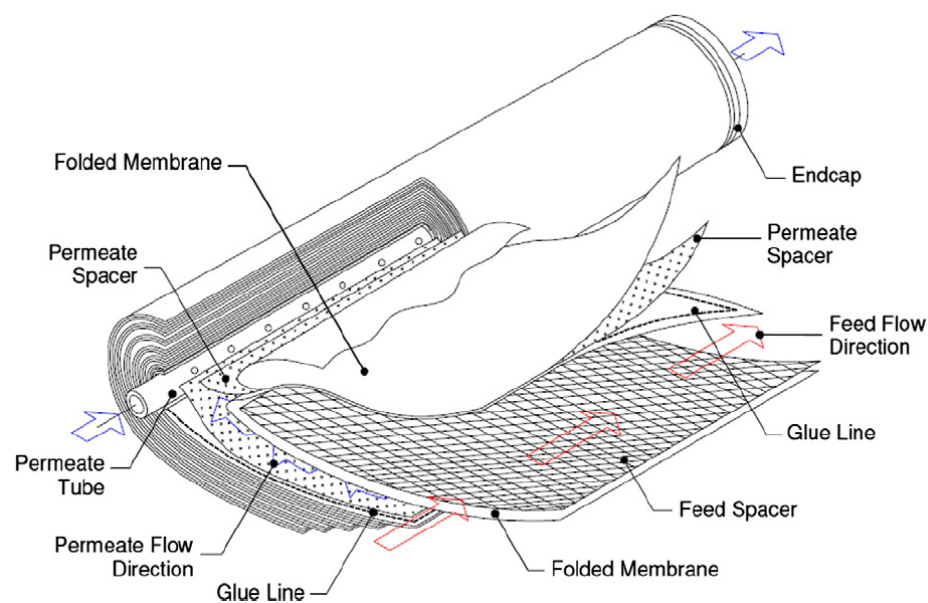 Folded Membrane
Endcap
Permeate
Spacer
Permeate
Spacer
Feed Flow
Direction
Glue Line
Permeate
Tube
Feed Spacer
Permeate Flow
Direction
Folded Membrane
Glue Line